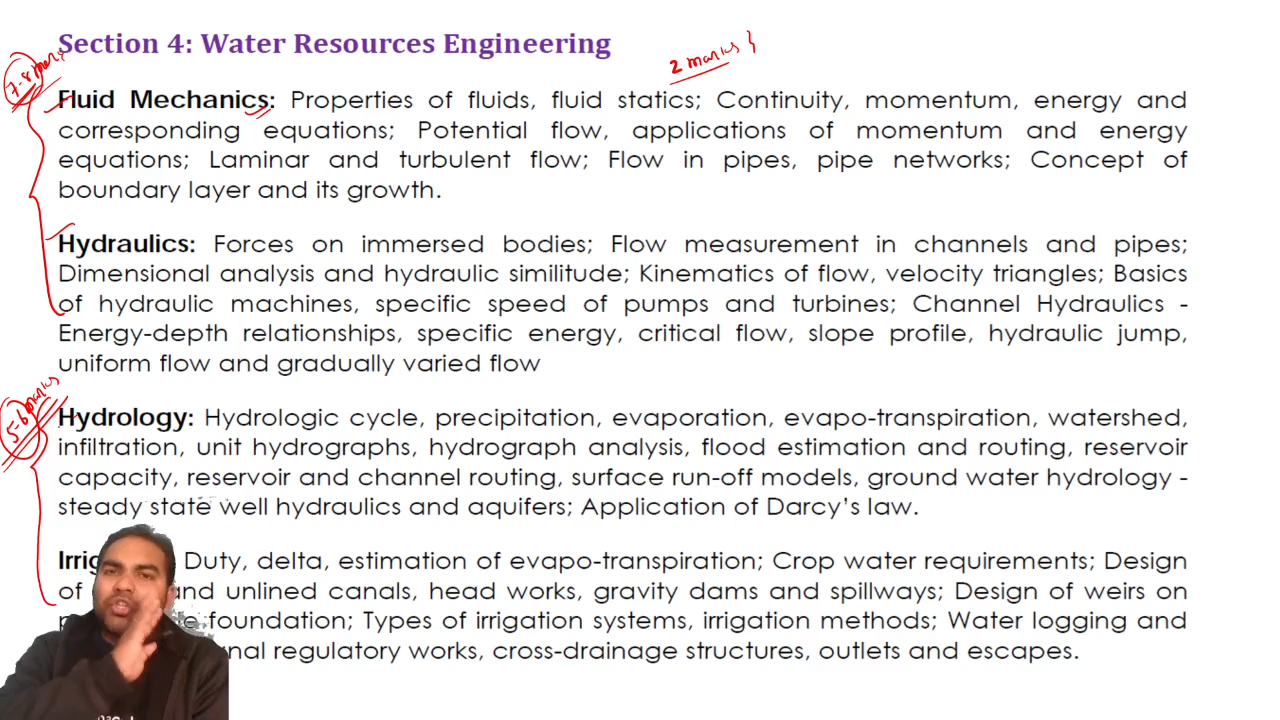 Section 4: Water Resources Engineering
2 marks }
7-8 marks
Fluid Mechanics: Properties of fluids, fluid statics; Continuity, momentum, energy and
corresponding equations; Potential flow, applications of momentum and energy
equations; Laminar and turbulent flow; Flow in pipes, pipe networks; Concept of
boundary layer and its growth.
Hydraulics: Forces on immersed bodies; Flow measurement in channels and pipes;
Dimensional analysis and hydraulic similitude; Kinematics of flow, velocity triangles; Basics
of hydraulic machines, specific speed of pumps and turbines; Channel Hydraulics -
Energy-depth relationships, specific energy, critical flow, slope profile, hydraulic jump,
uniform flow and gradually varied flow
5-6 marks
Hydrology: Hydrologic cycle, precipitation, evaporation, evapo-transpiration, watershed,
infiltration, unit hydrographs, hydrograph analysis, flood estimation and routing, reservoir
capacity, reservoir and channel routing, surface run-off models, ground water hydrology -
steady state well hydraulics and aquifers; Application of Darcy's law.
Duty, delta, estimation of evapo-transpiration; Crop water requirements; Design
of and unlined canals, head works, gravity dams and spillways; Design of weirs on
foundation; Types of irrigation systems, irrigation methods; Water logging and
regulatory works, cross-drainage structures, outlets and escapes.